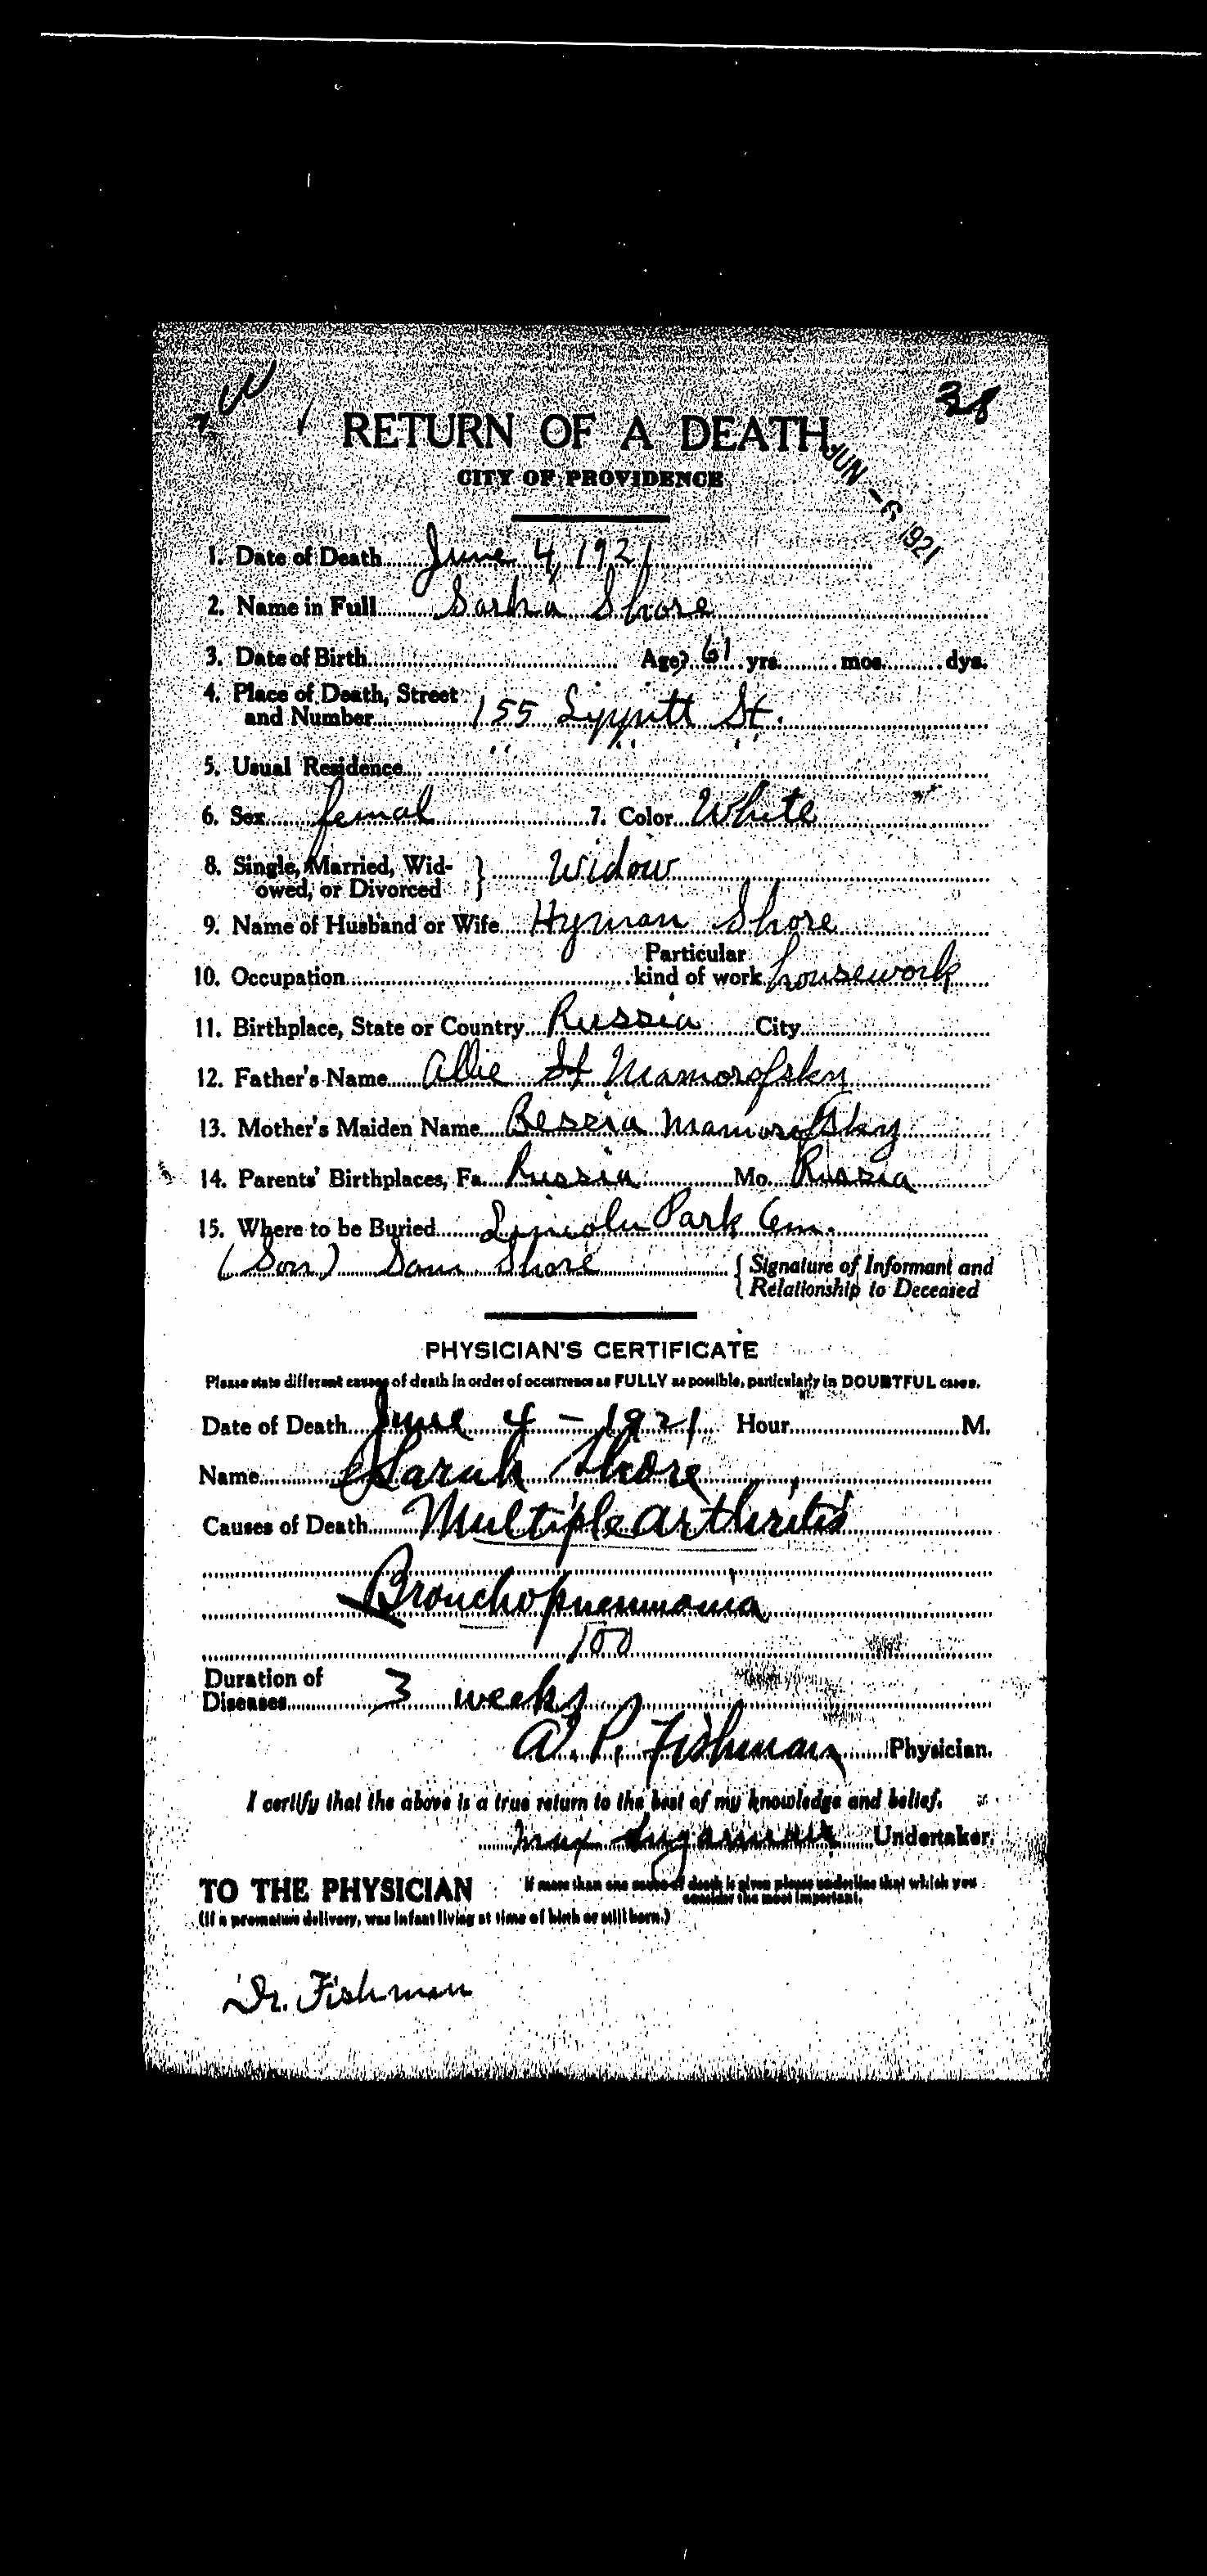 W
38
RETURN OF A DEATH
JUN -6 1921
CITY OF PROVIDENCE
1. Date of Death June 4, 1921
2. Name in Full Sarha Shore
3. Date of Birth Age? 61 yrs. mos. dys.
4. Place of Death, Street
and Number 155 Lippitt St.
5. Usual Residence " " "
6. Sex femal 7. Color White
8. Single, Married, Wid-
owed, or Divorced } Widow
9. Name of Husband or Wife Hyman Shore
Particular
10. Occupation kind of work housework
11. Birthplace, State or Country Russia City
12. Father's Name Allie Mamorofsky
13. Mother's Maiden Name Bessia Mamorofsky
14. Parents' Birthplaces, Fa. Russia Mo. Russia
15. Where to be Buried Lincoln Park Cem.
(Son) Sam Shore { Signature of Informant and
Relationship to Deceased
PHYSICIAN'S CERTIFICATE
Please state different causes of death in order of occurrence as FULLY as possible, particularly in DOUBTFUL cases.
Date of Death June 4 - 1921 Hour M.
Name Sarah Shore
Causes of Death Multiple arthritis
Bronchopneumonia
100
Duration of
Diseases 3 weeks
A. P. Fishman Physician.
I certify that the above is a true return to the best of my knowledge and belief.
Max Sugarman Undertaker.
TO THE PHYSICIAN If more than one cause of death is given please underline that which you
consider the most important.
(If a premature delivery, was infant living at time of birth or still born.)
Dr. Fishman